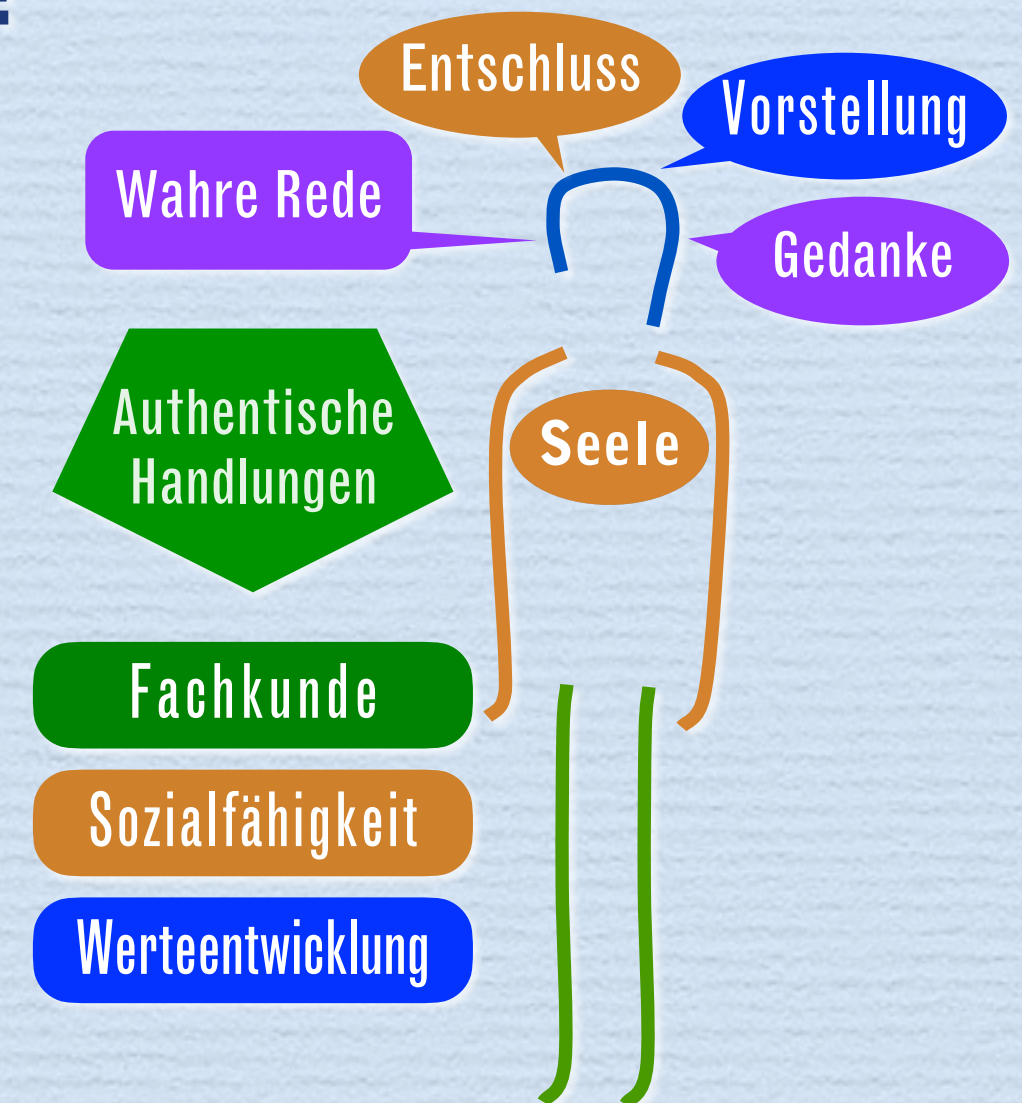 Entschluss
Vorstellung
Wahre Rede
Gedanke
Authentische
Handlungen
Seele
Fachkunde
Sozialfähigkeit
Werteentwicklung